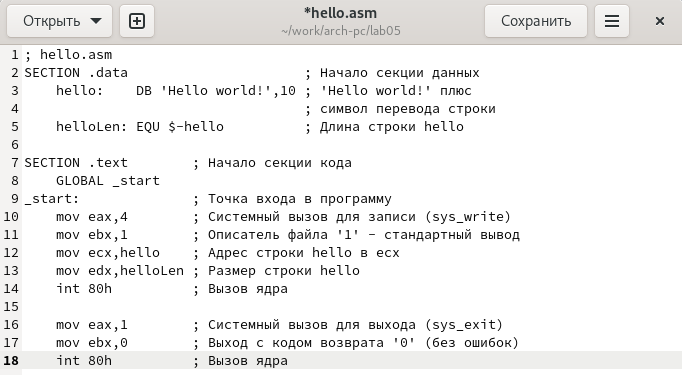 Открыть
*hello.asm
~/work/arch-pc/lab05
Сохранить
1 ; hello.asm
2 SECTION .data                      ; Начало секции данных
3     hello:    DB 'Hello world!',10 ; 'Hello world!' плюс
4                                    ; символ перевода строки
5     helloLen: EQU $-hello          ; Длина строки hello
6
7 SECTION .text        ; Начало секции кода
8     GLOBAL _start
9 _start:              ; Точка входа в программу
10     mov eax,4        ; Системный вызов для записи (sys_write)
11     mov ebx,1        ; Описатель файла '1' - стандартный вывод
12     mov ecx,hello    ; Адрес строки hello в ecx
13     mov edx,helloLen ; Размер строки hello
14     int 80h          ; Вызов ядра
15
16     mov eax,1        ; Системный вызов для выхода (sys_exit)
17     mov ebx,0        ; Выход с кодом возврата '0' (без ошибок)
18     int 80h          ; Вызов ядра